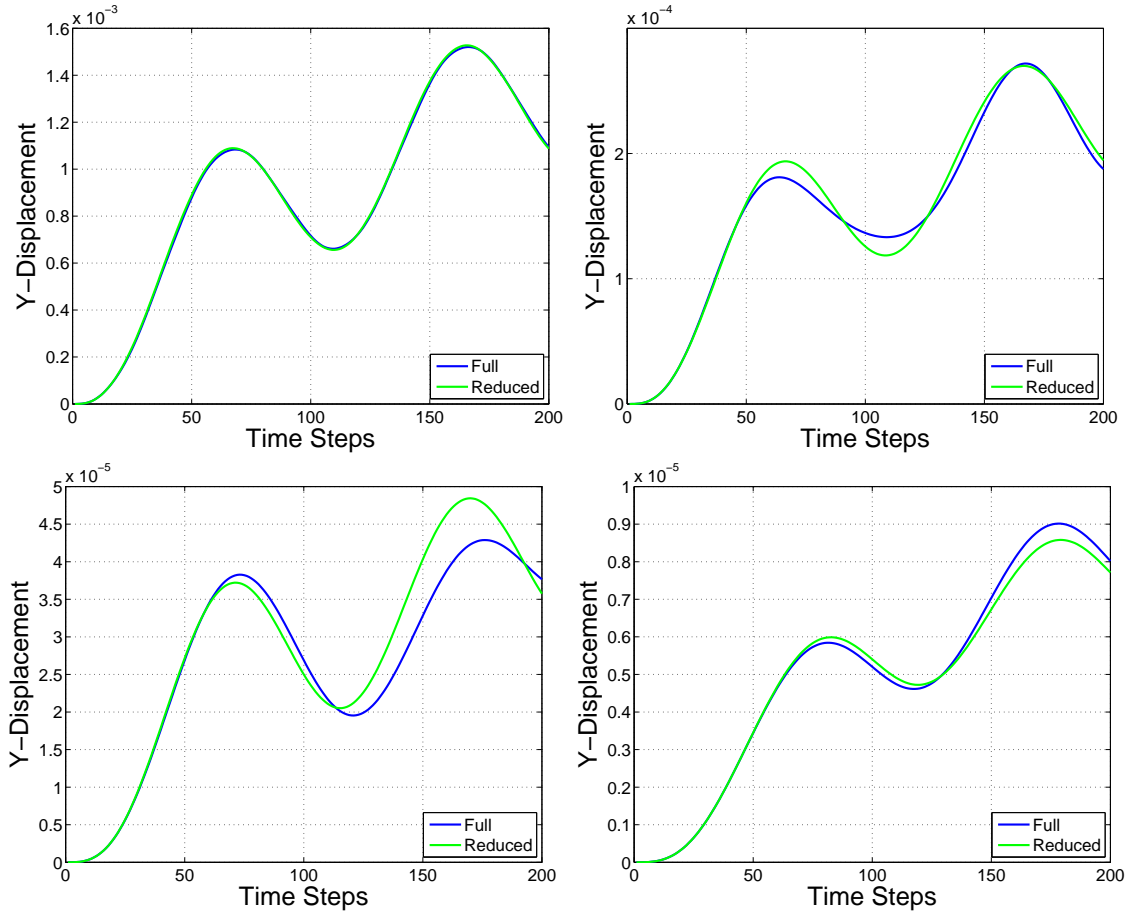 x 10⁻³
1.6
1.4
1.2
1
0.8
0.6
0.4
0.2
0
Y−Displacement
0 50 100 150 200
Time Steps
Full
Reduced
x 10⁻⁴
2
1
0
Y−Displacement
0 50 100 150 200
Time Steps
Full
Reduced
x 10⁻⁵
5
4.5
4
3.5
3
2.5
2
1.5
1
0.5
0
Y−Displacement
0 50 100 150 200
Time Steps
Full
Reduced
x 10⁻⁵
1
0.9
0.8
0.7
0.6
0.5
0.4
0.3
0.2
0.1
0
Y−Displacement
0 50 100 150 200
Time Steps
Full
Reduced